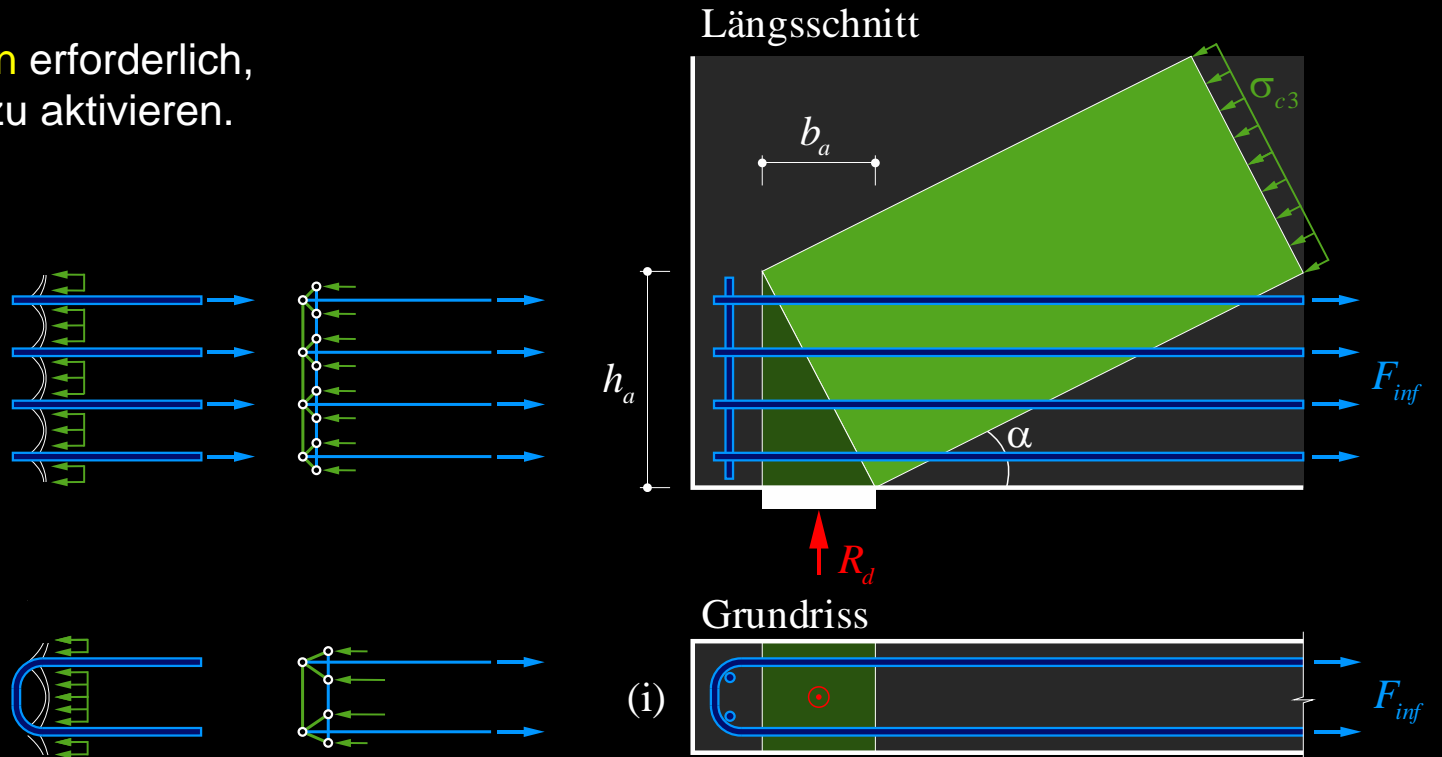 n erforderlich,
zu aktivieren.
Längsschnitt
σc3
ba
ha
Finf
α
Rd
Grundriss
(i)
Finf